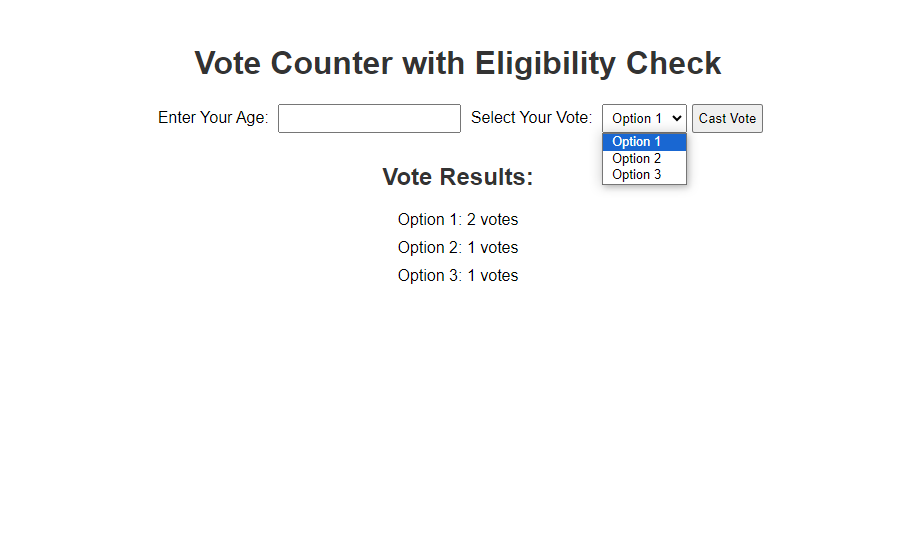 Vote Counter with Eligibility Check
Enter Your Age: Select Your Vote: Option 1 Cast Vote
Option 1
Option 2
Option 3
Vote Results:
Option 1: 2 votes
Option 2: 1 votes
Option 3: 1 votes